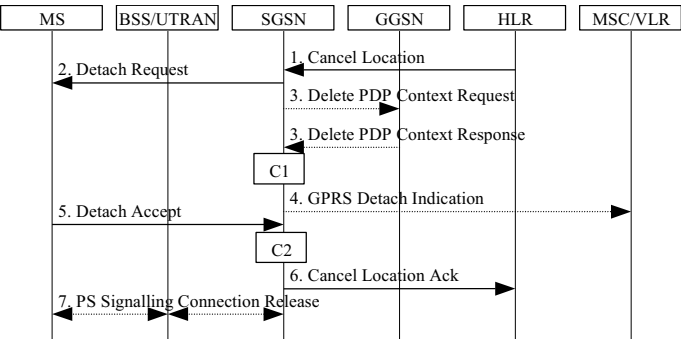 MS BSS/UTRAN SGSN GGSN HLR MSC/VLR
1. Cancel Location
2. Detach Request
3. Delete PDP Context Request
3. Delete PDP Context Response
C1
4. GPRS Detach Indication
5. Detach Accept
C2
6. Cancel Location Ack
7. PS Signalling Connection Release